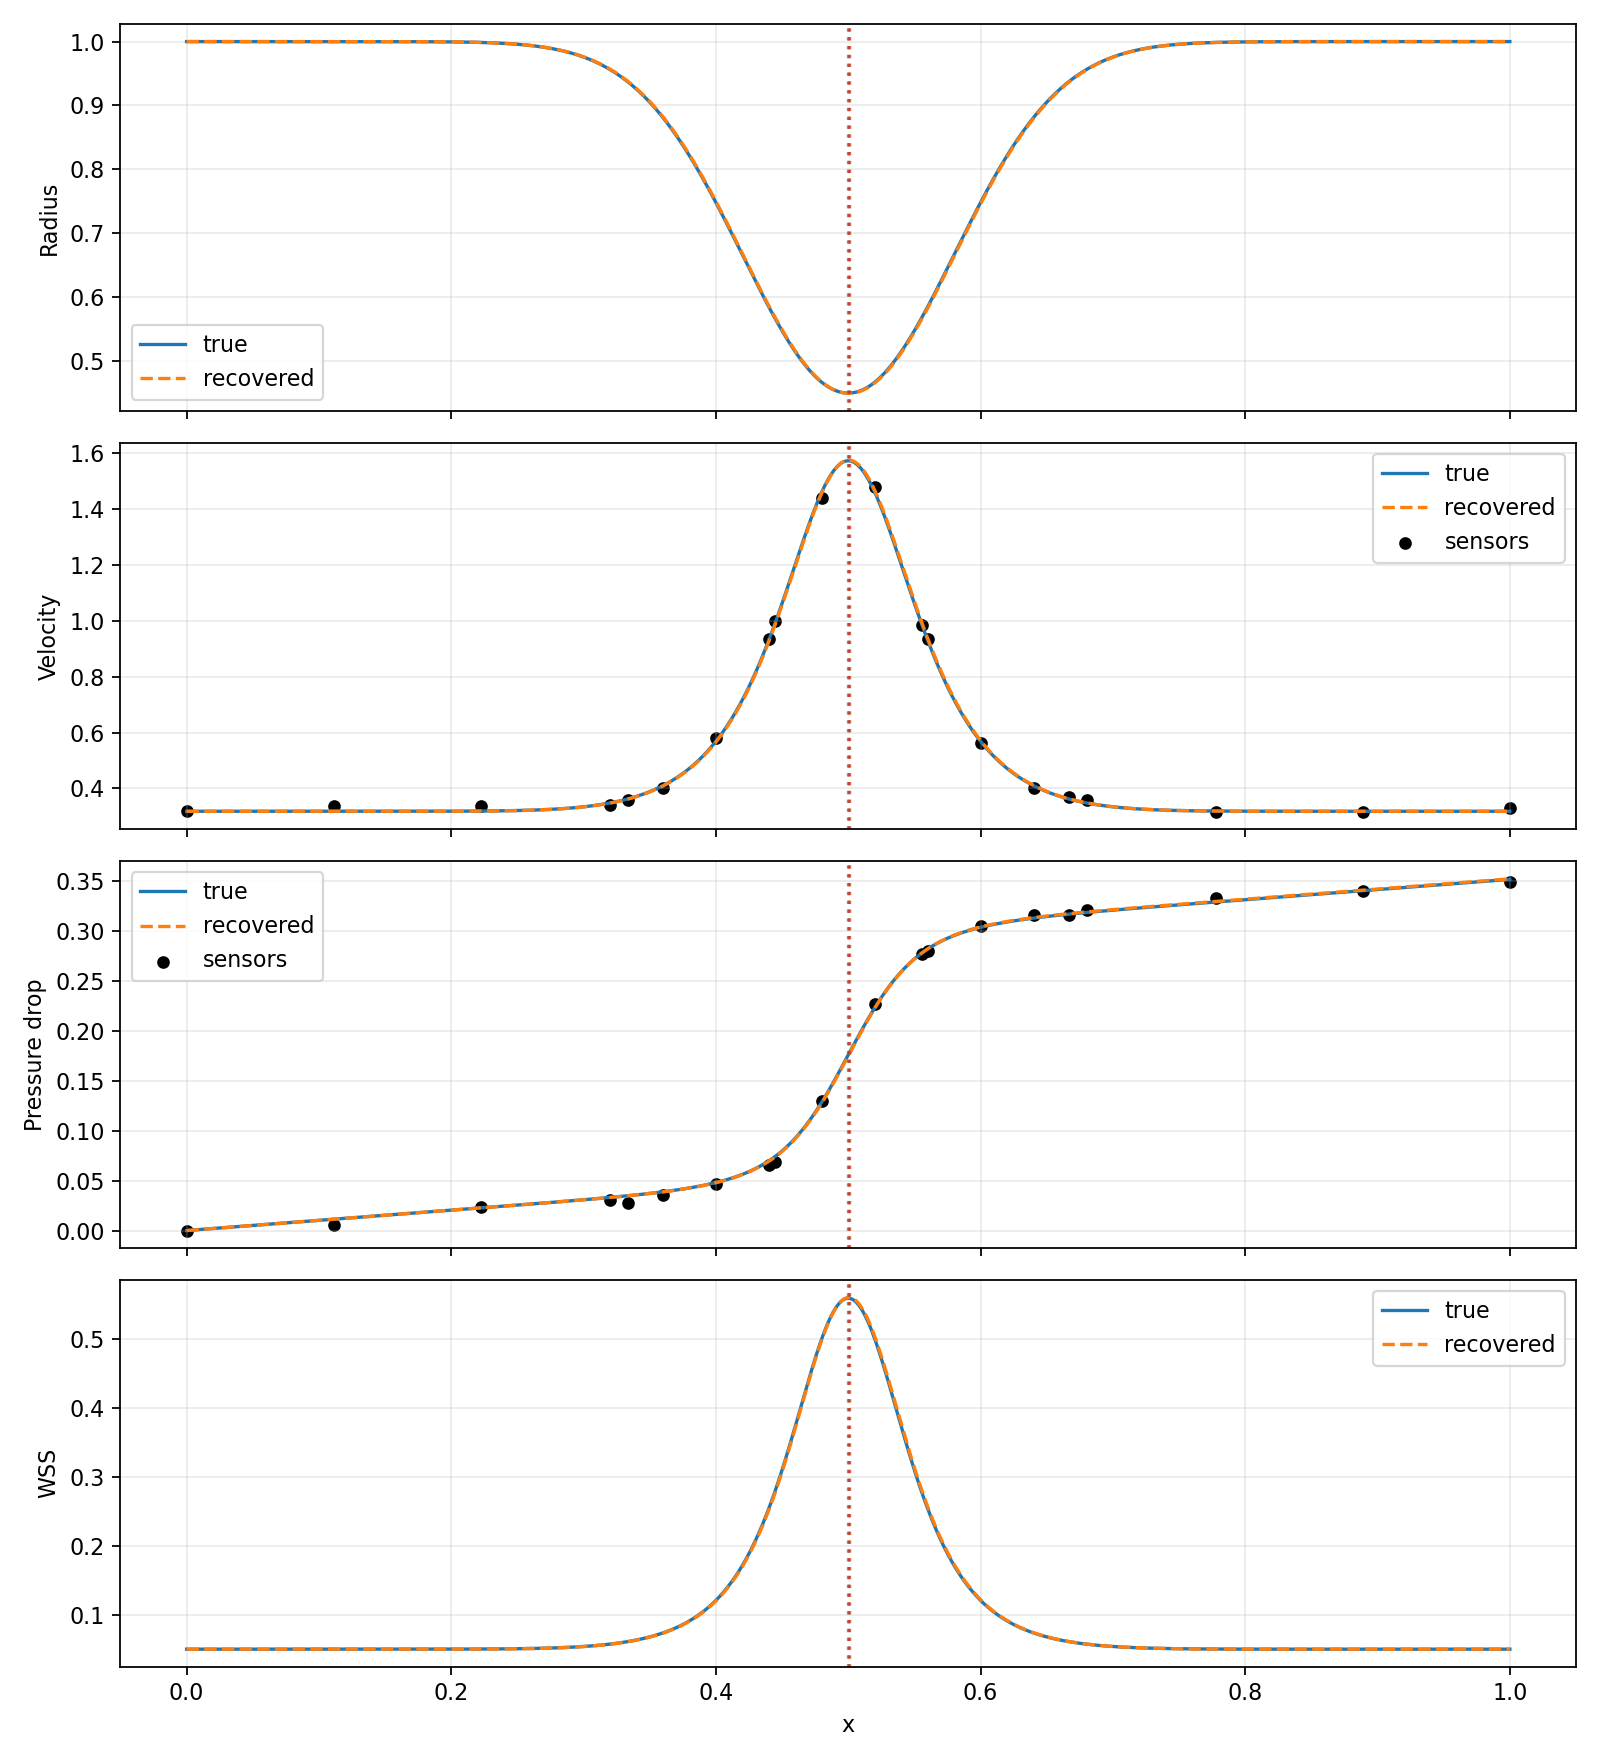 1.0
0.9
0.8
0.7
0.6
0.5
Radius
true
recovered
1.6
1.4
1.2
1.0
0.8
0.6
0.4
Velocity
true
recovered
sensors
0.35
0.30
0.25
0.20
0.15
0.10
0.05
0.00
Pressure drop
true
recovered
sensors
0.5
0.4
0.3
0.2
0.1
WSS
true
recovered
0.0 0.2 0.4 0.6 0.8 1.0
x